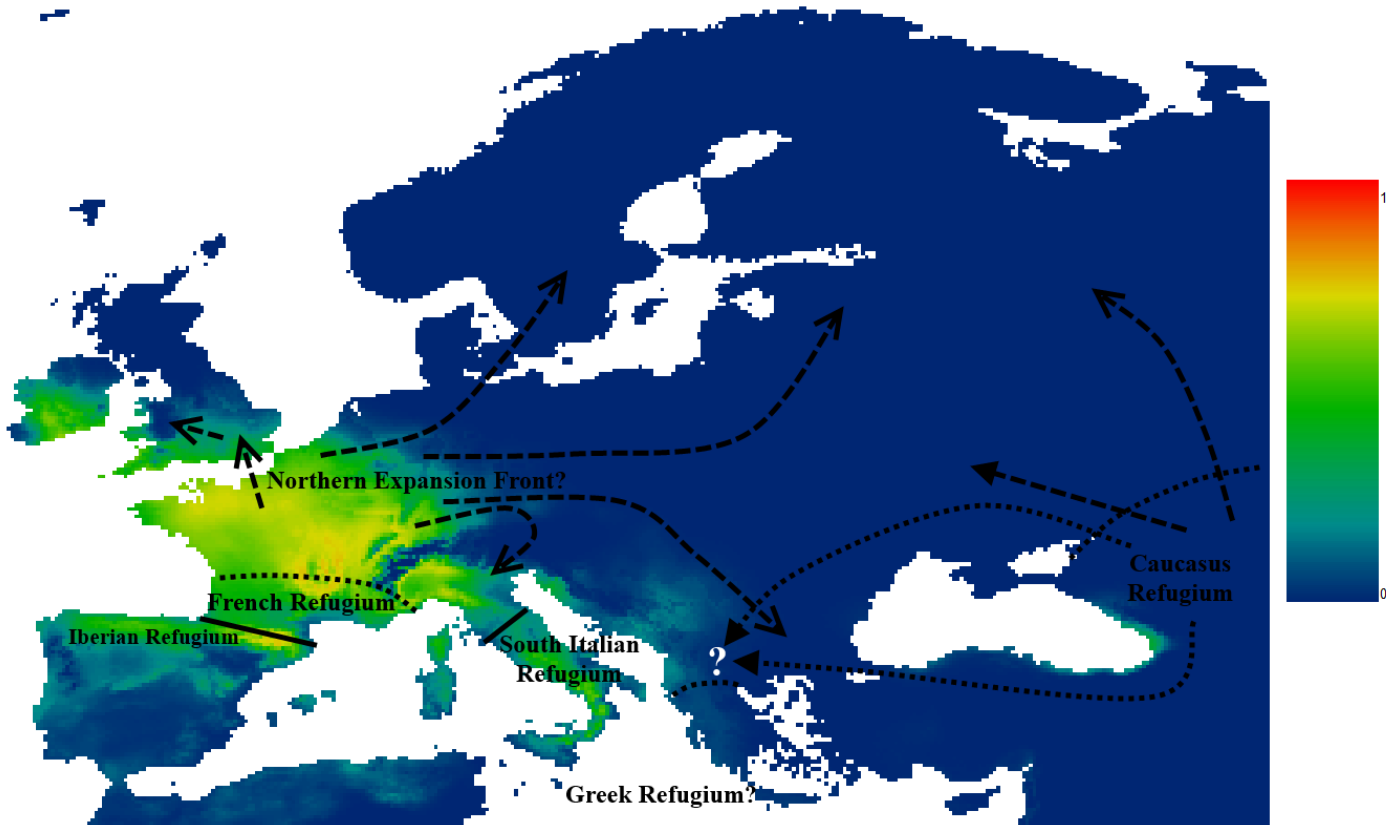 1
Northern Expansion Front?
Caucasus
Refugium
0
French Refugium
Iberian Refugium
South Italian
Refugium
?
Greek Refugium?